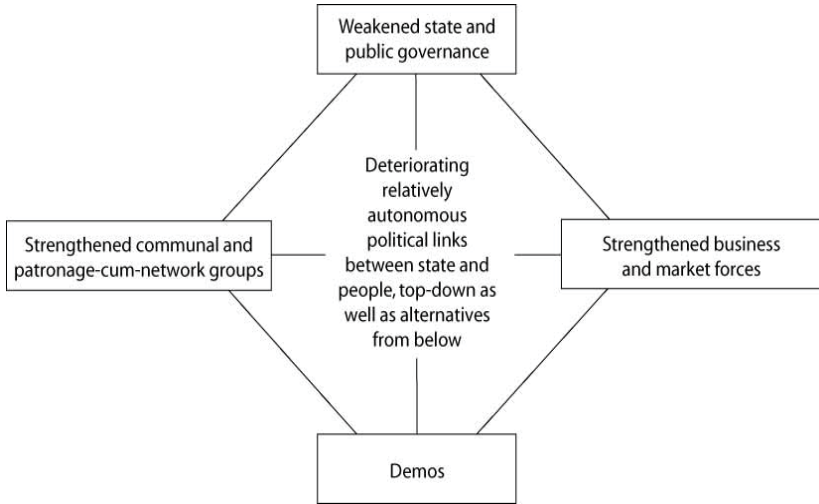 Weakened state and
public governance
Deteriorating
relatively
autonomous
political links
between state and
people, top-down as
well as alternatives
from below
Strengthened communal and
patronage-cum-network groups
Strengthened business
and market forces
Demos